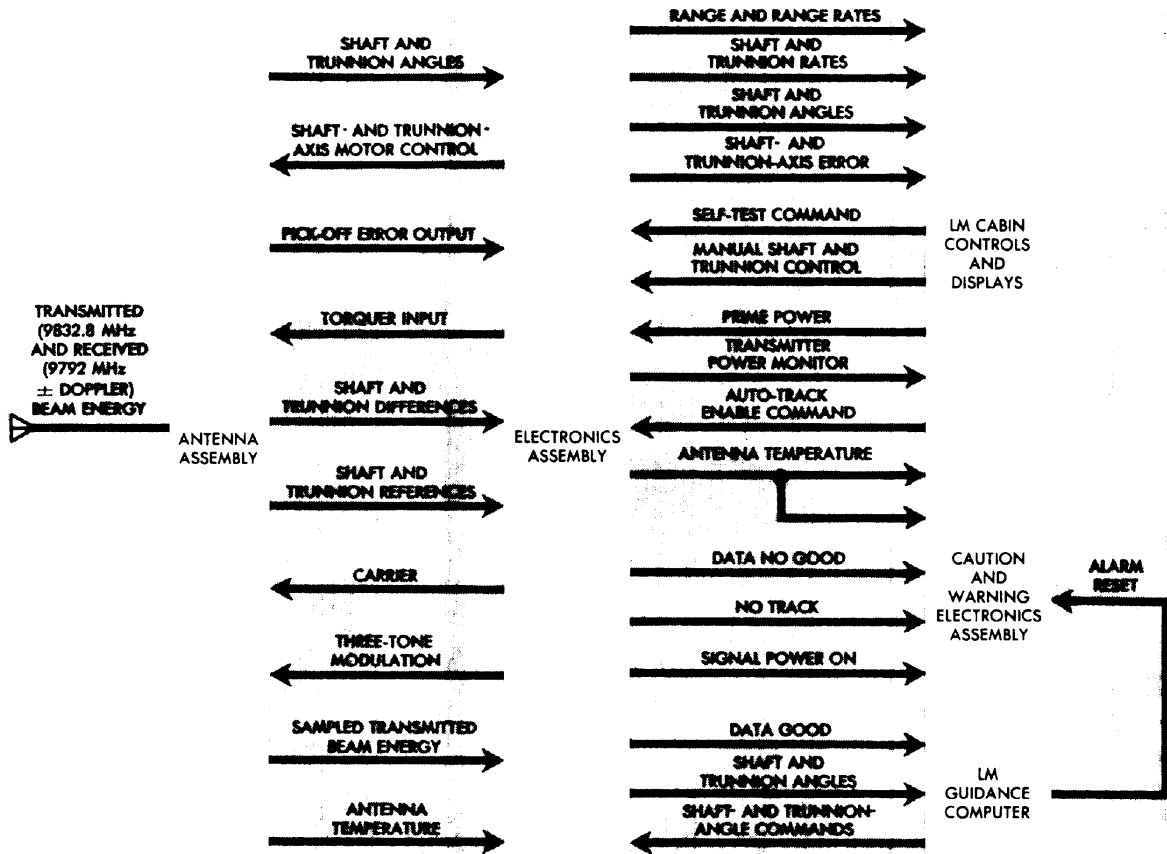 TRANSMITTED
(9832.8 MHz
AND RECEIVED
(9792 MHz
± DOPPLER)
BEAM ENERGY
ANTENNA
ASSEMBLY
SHAFT AND
TRUNNION ANGLES
SHAFT- AND TRUNNION-
AXIS MOTOR CONTROL
PICK-OFF ERROR OUTPUT
TORQUER INPUT
SHAFT AND
TRUNNION DIFFERENCES
SHAFT AND
TRUNNION REFERENCES
CARRIER
THREE-TONE
MODULATION
SAMPLED TRANSMITTED
BEAM ENERGY
ANTENNA
TEMPERATURE
ELECTRONICS
ASSEMBLY
RANGE AND RANGE RATES
SHAFT AND
TRUNNION RATES
SHAFT AND
TRUNNION ANGLES
SHAFT- AND
TRUNNION-AXIS ERROR
SELF-TEST COMMAND
MANUAL SHAFT AND
TRUNNION CONTROL
PRIME POWER
TRANSMITTER
POWER MONITOR
AUTO-TRACK
ENABLE COMMAND
ANTENNA TEMPERATURE
DATA NO GOOD
NO TRACK
SIGNAL POWER ON
DATA GOOD
SHAFT AND
TRUNNION ANGLES
SHAFT- AND TRUNNION-
ANGLE COMMANDS
LM CABIN
CONTROLS
AND
DISPLAYS
CAUTION
AND
WARNING
ELECTRONICS
ASSEMBLY
LM
GUIDANCE
COMPUTER
ALARM
RESET